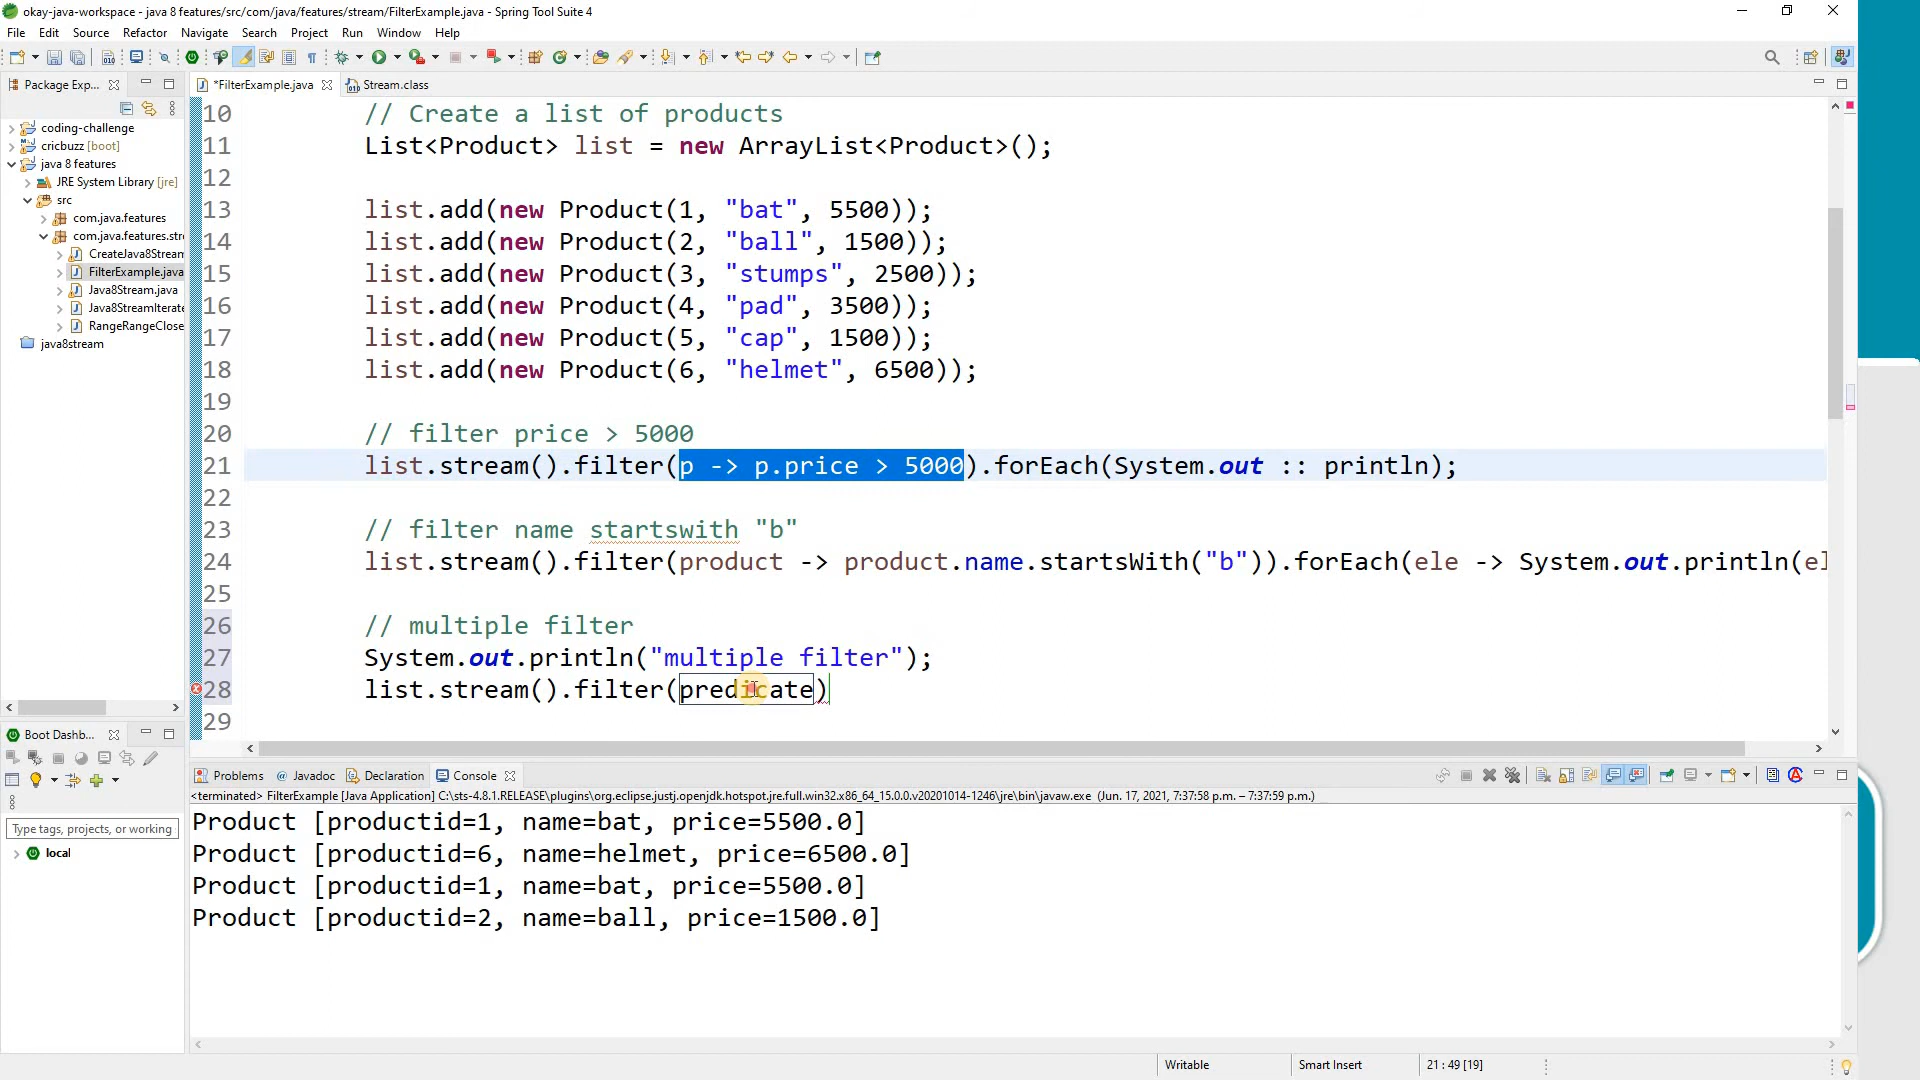 okay-java-workspace - java 8 features/src/com/java/features/stream/FilterExample.java - Spring Tool Suite 4
File Edit Source Refactor Navigate Search Project Run Window Help
Package Exp...
*FilterExample.java
Stream.class
coding-challenge
cricbuzz [boot]
java 8 features
JRE System Library [jre]
src
com.java.features
com.java.features.stre
CreateJava8Stream
FilterExample.java
Java8Stream.java
Java8StreamIterate
RangeRangeClose
java8stream
10 // Create a list of products
11 List<Product> list = new ArrayList<Product>();
12
13 list.add(new Product(1, "bat", 5500));
14 list.add(new Product(2, "ball", 1500));
15 list.add(new Product(3, "stumps", 2500));
16 list.add(new Product(4, "pad", 3500));
17 list.add(new Product(5, "cap", 1500));
18 list.add(new Product(6, "helmet", 6500));
19
20 // filter price > 5000
21 list.stream().filter(p -> p.price > 5000).forEach(System.out :: println);
22
23 // filter name startswith "b"
24 list.stream().filter(product -> product.name.startsWith("b")).forEach(ele -> System.out.println(el
25
26 // multiple filter
27 System.out.println("multiple filter");
28 list.stream().filter(predicate)
29
Boot Dashb...
Type tags, projects, or working
local
Problems Javadoc Declaration Console
<terminated> FilterExample [Java Application] C:\sts-4.8.1.RELEASE\plugins\org.eclipse.justj.openjdk.hotspot.jre.full.win32.x86_64_15.0.0.v20201014-1246\jre\bin\javaw.exe (Jun. 17, 2021, 7:37:58 p.m. – 7:37:59 p.m.)
Product [productid=1, name=bat, price=5500.0]
Product [productid=6, name=helmet, price=6500.0]
Product [productid=1, name=bat, price=5500.0]
Product [productid=2, name=ball, price=1500.0]
Writable
Smart Insert
21 : 49 [19]